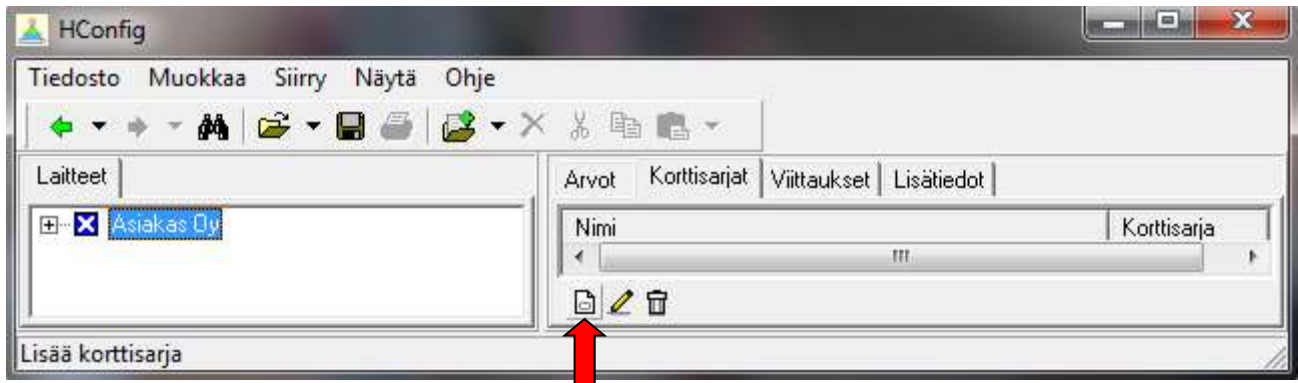 HConfig
Tiedosto Muokkaa Siirry Näytä Ohje
Laitteet
Arvot Korttisarjat Viittaukset Lisätiedot
Asiakas Oy
Nimi Korttisarja
Lisää korttisarja